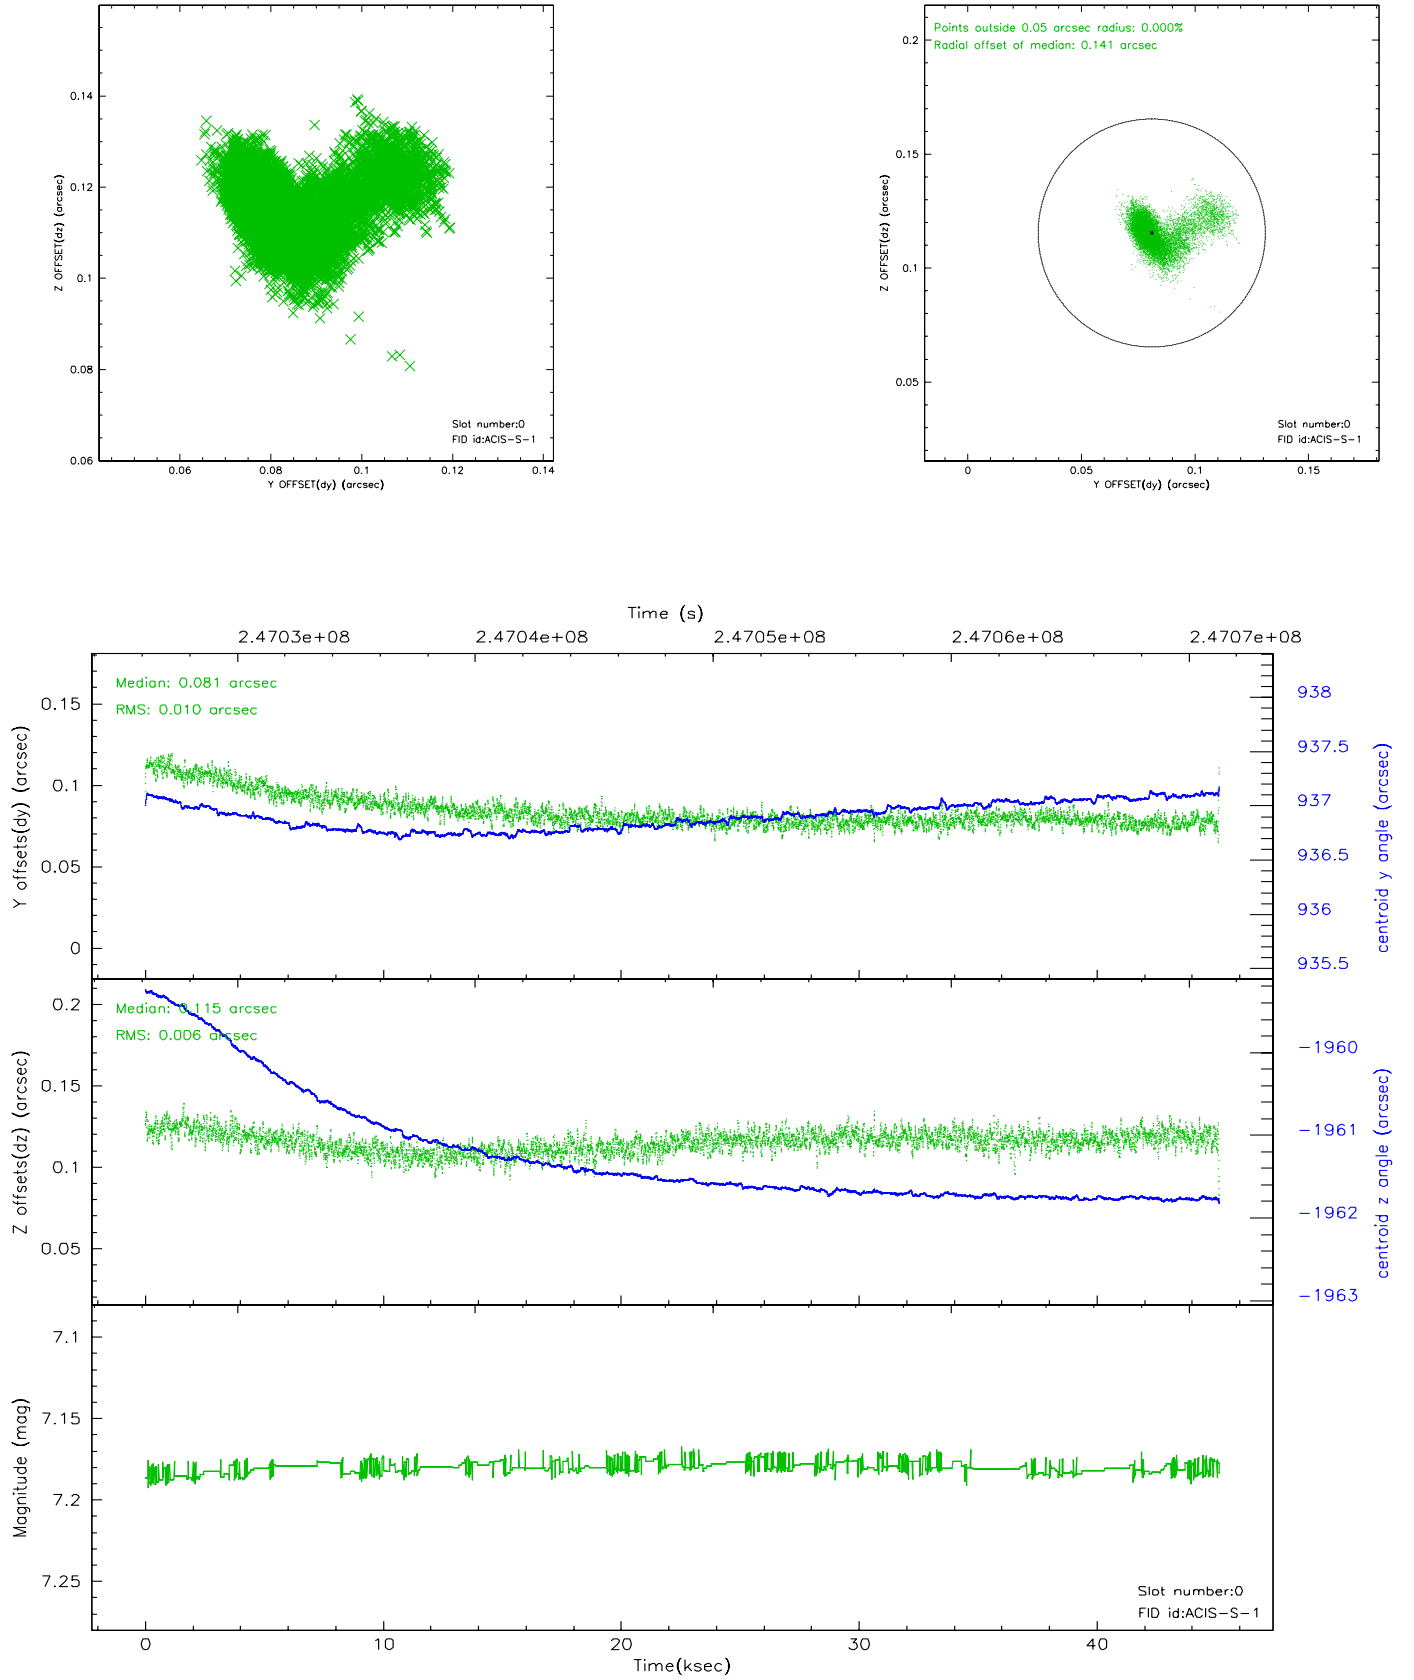 0.14
0.12
0.1
0.08
0.06
Z OFFSET(dz) (arcsec)
0.06 0.08 0.1 0.12 0.14
Y OFFSET(dy) (arcsec)
Slot number:0
FID id:ACIS-S-1
Points outside 0.05 arcsec radius: 0.000%
Radial offset of median: 0.141 arcsec
0.2
0.15
0.1
0.05
Z OFFSET(dz) (arcsec)
0 0.05 0.1 0.15
Y OFFSET(dy) (arcsec)
Slot number:0
FID id:ACIS-S-1
Time (s)
2.4703e+08 2.4704e+08 2.4705e+08 2.4706e+08 2.4707e+08
Median: 0.081 arcsec
RMS: 0.010 arcsec
0.15
0.1
0.05
0
Y offsets(dy) (arcsec)
938
937.5
937
936.5
936
935.5
centroid y angle (arcsec)
Median: 0.115 arcsec
RMS: 0.006 arcsec
0.2
0.15
0.1
0.05
Z offsets(dz) (arcsec)
-1960
-1961
-1962
-1963
centroid z angle (arcsec)
7.1
7.15
7.2
7.25
Magnitude (mag)
Slot number:0
FID id:ACIS-S-1
0 10 20 30 40
Time(ksec)